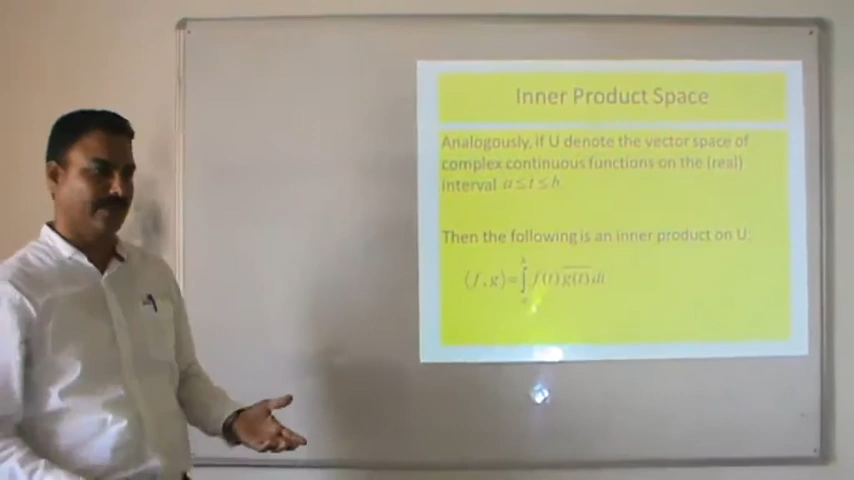 Inner Product Space
Analogously, if U denote the vector space of
complex continuous functions on the (real)
interval a ≤ t ≤ b
Then the following is an inner product on U:
⟨f, g⟩ = ∫ f(t) \overline{g(t)} dt